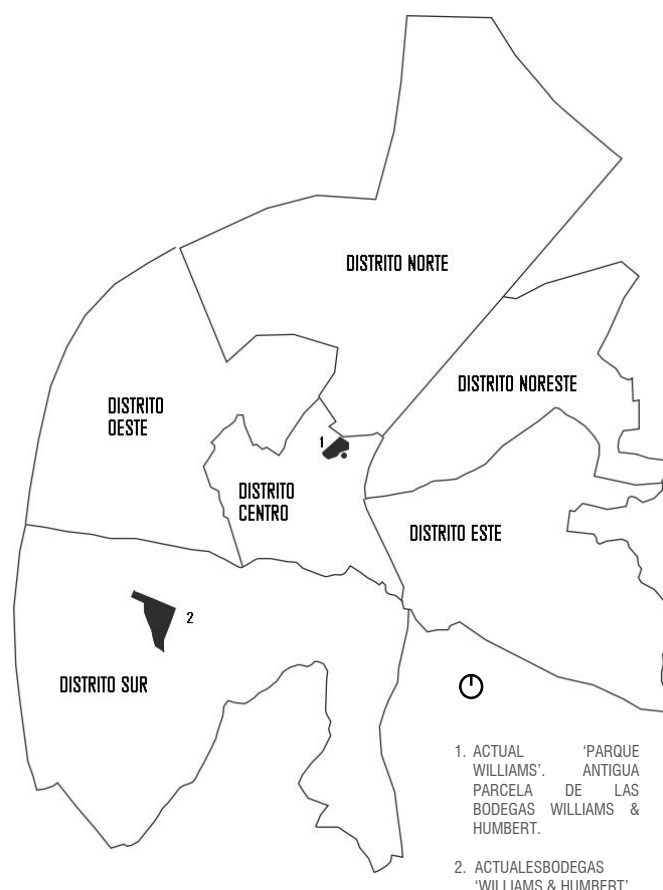 DISTRITO NORTE
DISTRITO NORESTE
DISTRITO
OESTE
1
DISTRITO
CENTRO
DISTRITO ESTE
2
DISTRITO SUR
1. ACTUAL ‘PARQUE
WILLIAMS’. ANTIGUA
PARCELA DE LAS
BODEGAS WILLIAMS &
HUMBERT.
2. ACTUALESBODEGAS
‘WILLIAMS & HUMBERT’